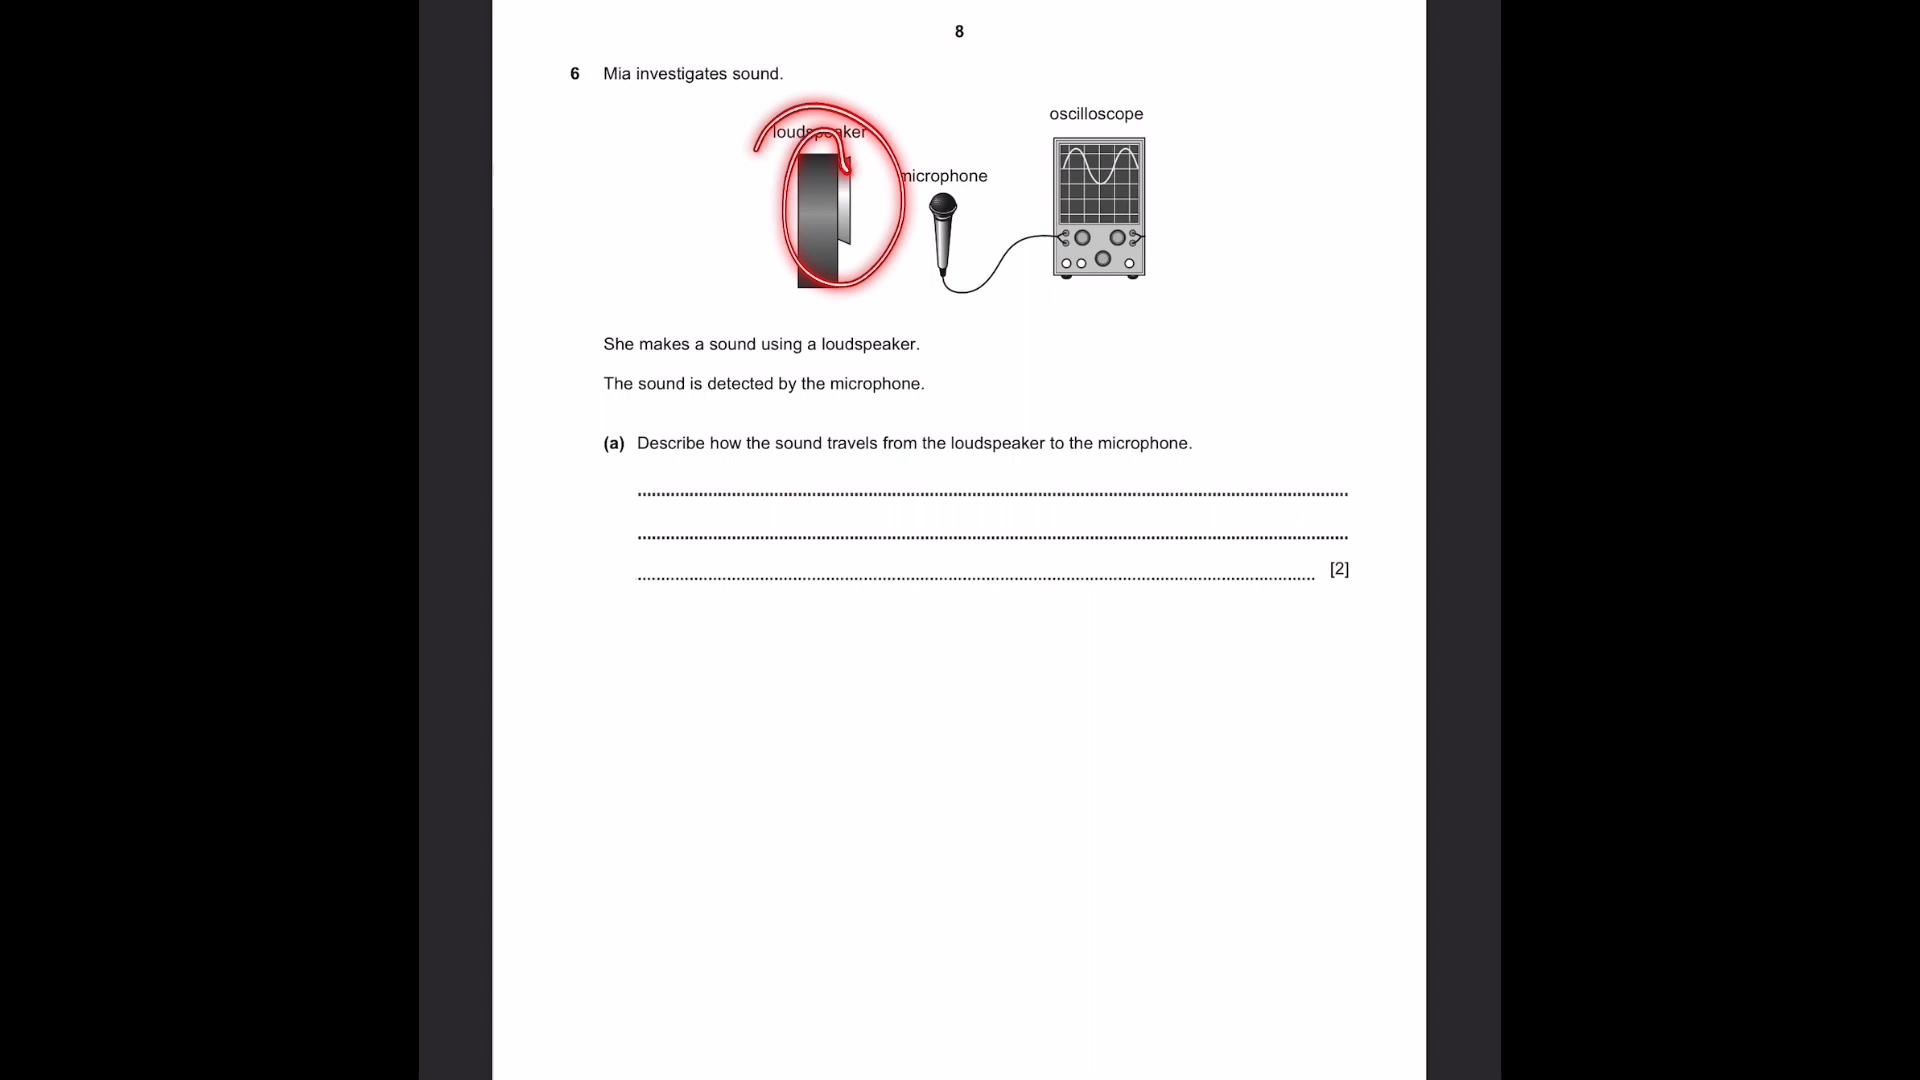 8
6 Mia investigates sound.
oscilloscope
loudspeaker
microphone
She makes a sound using a loudspeaker.
The sound is detected by the microphone.
(a) Describe how the sound travels from the loudspeaker to the microphone.
[2]